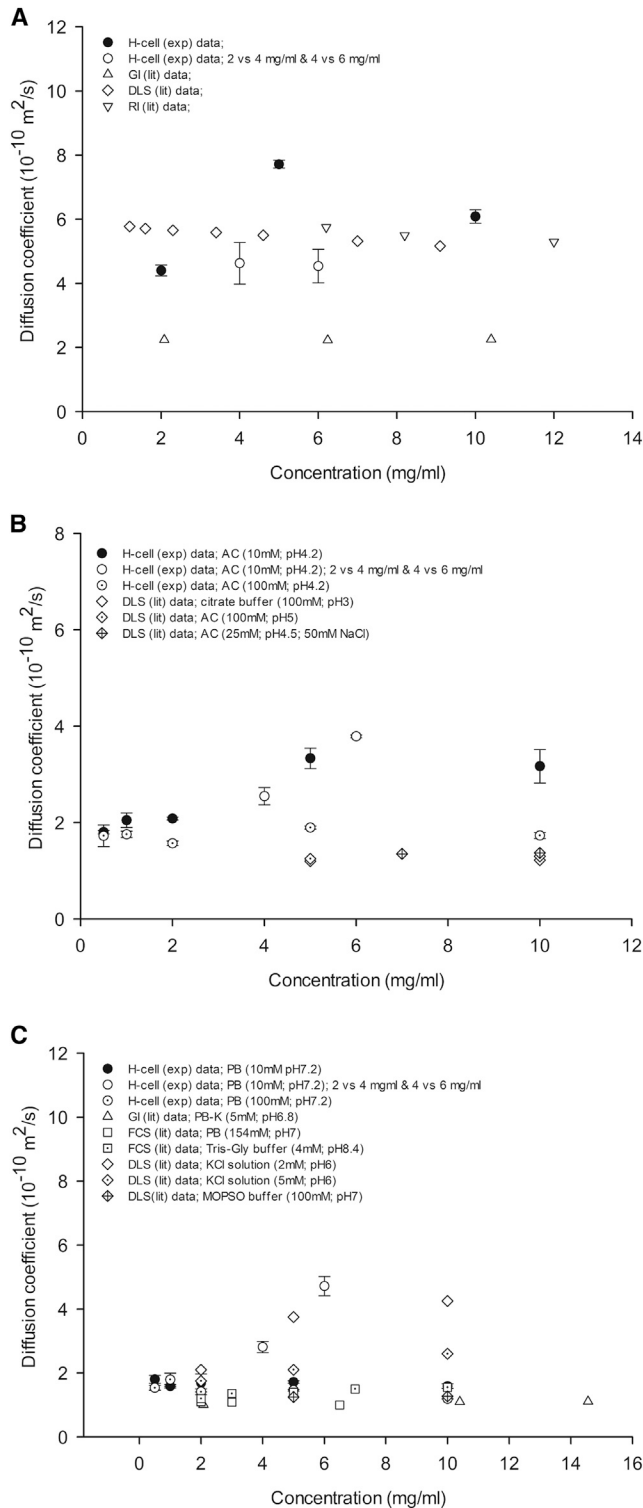 A
12
10
8
6
4
2
0
Diffusion coefficient (10⁻¹⁰ m²/s)
H-cell (exp) data;
H-cell (exp) data; 2 vs 4 mg/ml & 4 vs 6 mg/ml
GI (lit) data;
DLS (lit) data;
RI (lit) data;
0 2 4 6 8 10 12 14
Concentration (mg/ml)
B
8
6
4
2
0
Diffusion coefficient (10⁻¹⁰ m²/s)
H-cell (exp) data; AC (10mM; pH4.2)
H-cell (exp) data; AC (10mM; pH4.2); 2 vs 4 mg/ml & 4 vs 6 mg/ml
H-cell (exp) data; AC (100mM; pH4.2)
DLS (lit) data; citrate buffer (100mM; pH3)
DLS (lit) data; AC (100mM; pH5)
DLS (lit) data; AC (25mM; pH4.5; 50mM NaCl)
0 2 4 6 8 10 12
Concentration (mg/ml)
C
12
10
8
6
4
2
0
Diffusion coefficient (10⁻¹⁰ m²/s)
H-cell (exp) data; PB (10mM pH7.2)
H-cell (exp) data; PB (10mM; pH7.2); 2 vs 4 mgml & 4 vs 6 mg/ml
H-cell (exp) data; PB (100mM; pH7.2)
GI (lit) data; PB-K (5mM; pH6.8)
FCS (lit) data; PB (154mM; pH7)
FCS (lit) data; Tris-Gly buffer (4mM; pH8.4)
DLS (lit) data; KCl solution (2mM; pH6)
DLS (lit) data; KCl solution (5mM; pH6)
DLS(lit) data; MOPSO buffer (100mM; pH7)
0 2 4 6 8 10 12 14 16
Concentration (mg/ml)